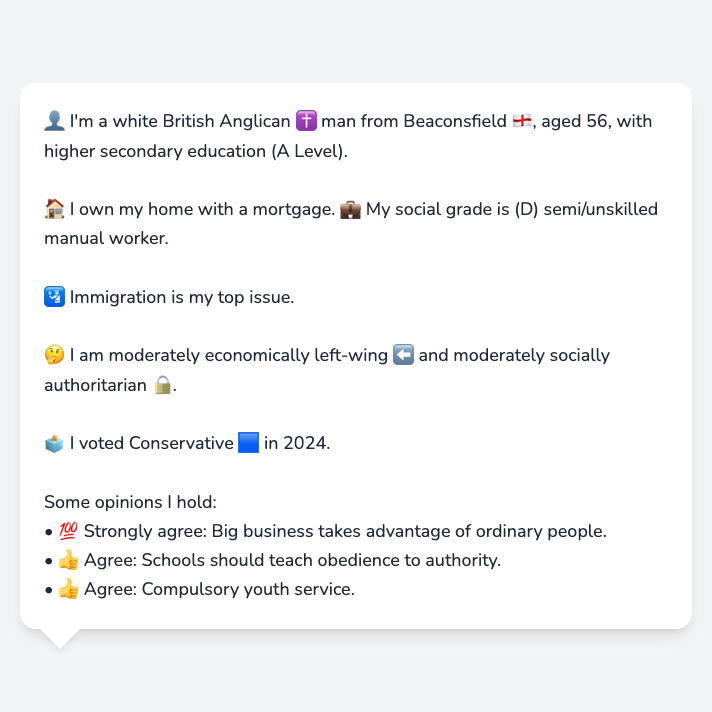 👤 I'm a white British Anglican ✝️ man from Beaconsfield 🏴󠁧󠁢󠁥󠁮󠁧󠁿, aged 56, with
higher secondary education (A Level).
🏠 I own my home with a mortgage. 💼 My social grade is (D) semi/unskilled
manual worker.
🛂 Immigration is my top issue.
🤔 I am moderately economically left-wing ⬅️ and moderately socially
authoritarian 🔒.
🗳️ I voted Conservative 🟦 in 2024.
Some opinions I hold:
• 💯 Strongly agree: Big business takes advantage of ordinary people.
• 👍 Agree: Schools should teach obedience to authority.
• 👍 Agree: Compulsory youth service.